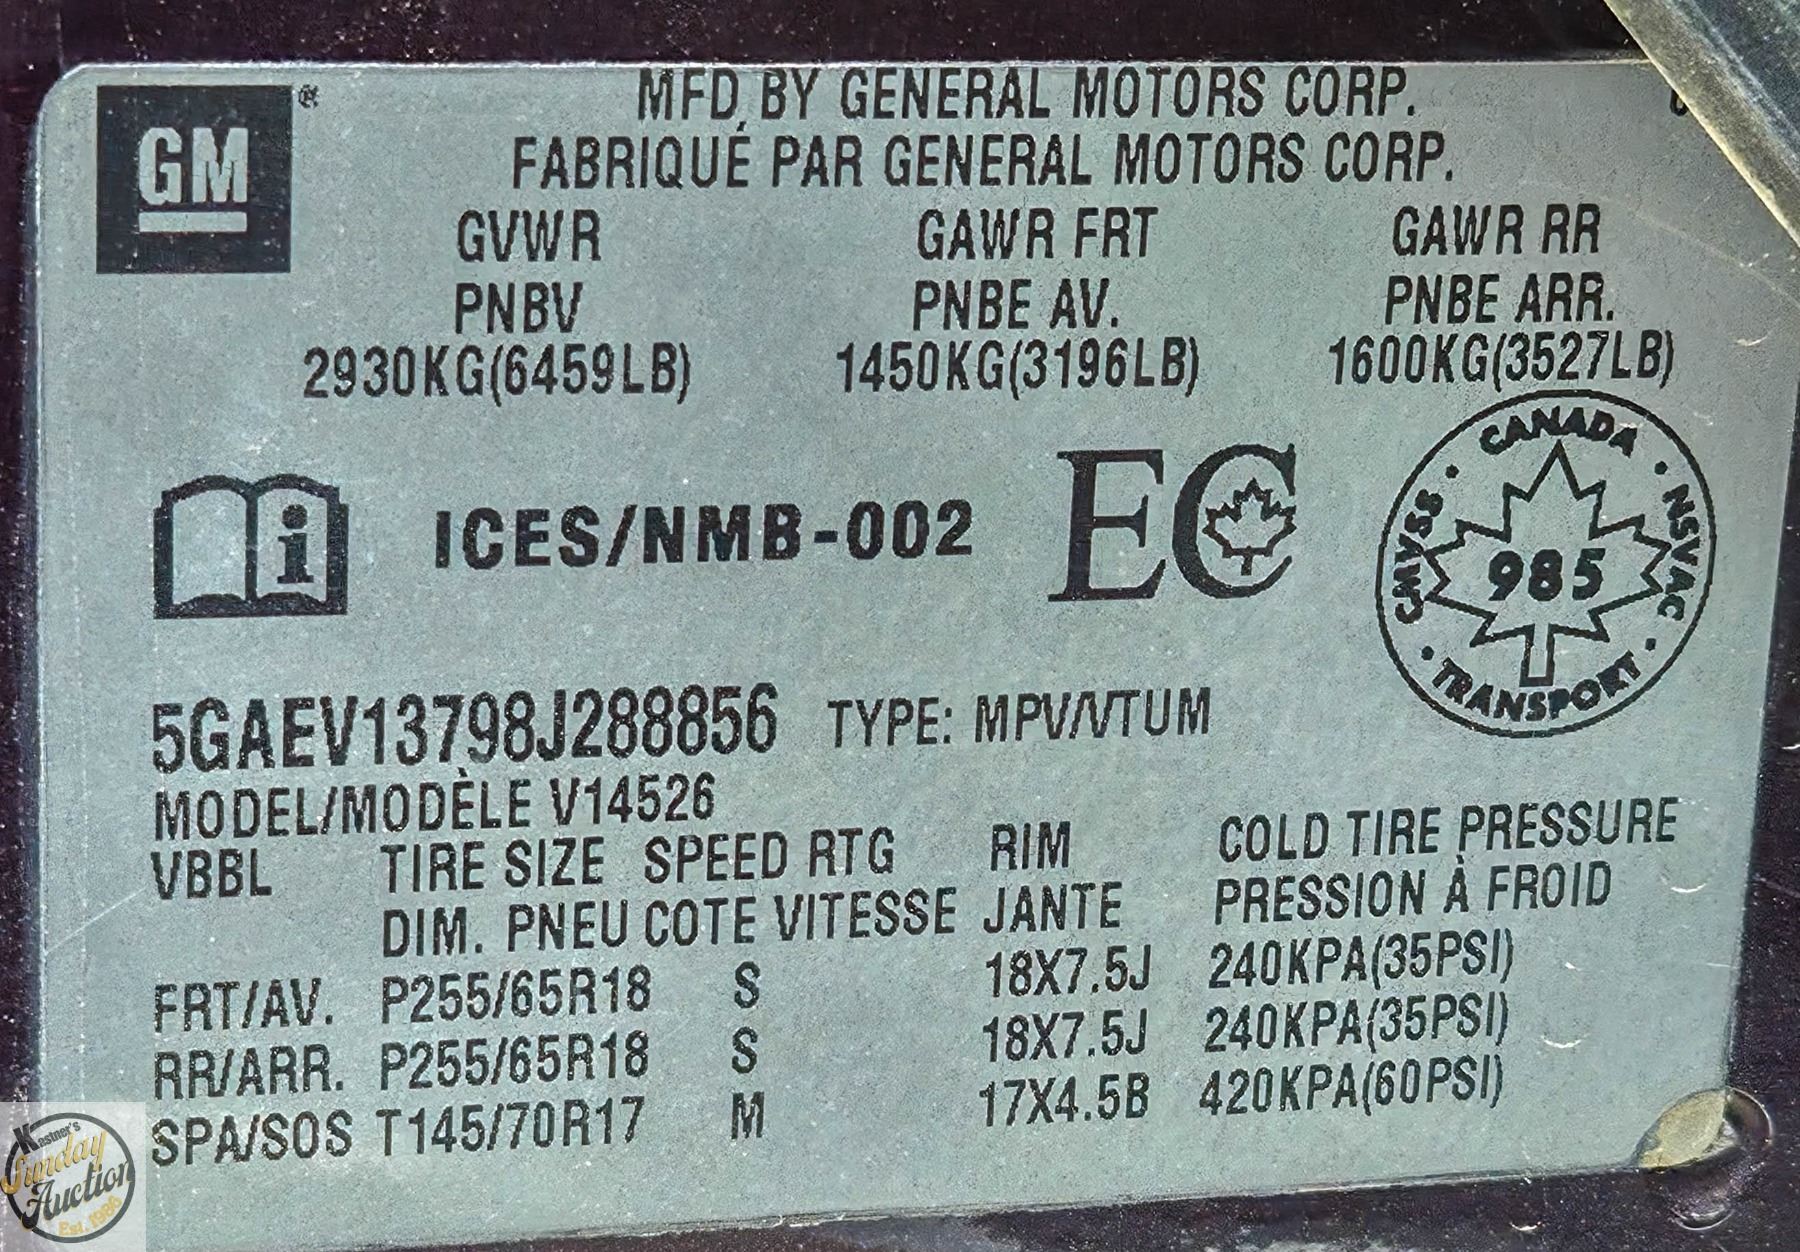 GM
MFD BY GENERAL MOTORS CORP.
FABRIQUÉ PAR GENERAL MOTORS CORP.
GVWR GAWR FRT GAWR RR
PNBV PNBE AV. PNBE ARR.
2930KG(6459LB) 1450KG(3196LB) 1600KG(3527LB)
ICES/NMB-002 EC
CANADA
CMVSS 985 NSVAC
TRANSPORT
5GAEV13798J288856 TYPE: MPV/VTUM
MODEL/MODÈLE V14526
VBBL TIRE SIZE SPEED RTG RIM COLD TIRE PRESSURE
DIM. PNEU COTE VITESSE JANTE PRESSION À FROID
FRT/AV. P255/65R18 S 18X7.5J 240KPA(35PSI)
RR/ARR. P255/65R18 S 18X7.5J 240KPA(35PSI)
SPA/SOS T145/70R17 M 17X4.5B 420KPA(60PSI)
Kastner's
Sunday
Auction
Est. 1986